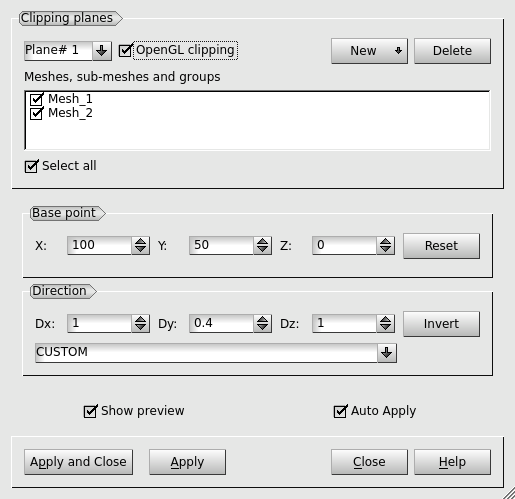 Clipping planes
Plane# 1 OpenGL clipping New Delete
Meshes, sub-meshes and groups
Mesh_1
Mesh_2
Select all
Base point
X: 100 Y: 50 Z: 0 Reset
Direction
Dx: 1 Dy: 0.4 Dz: 1 Invert
CUSTOM
Show preview Auto Apply
Apply and Close Apply Close Help